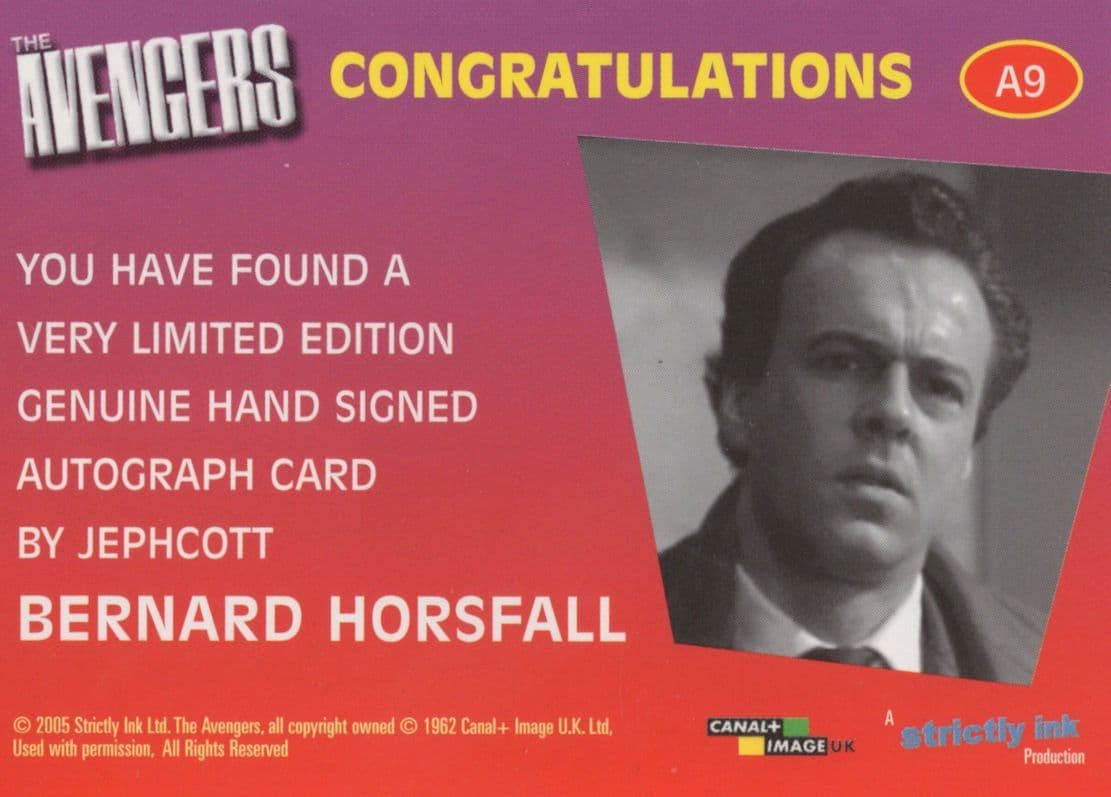 THE
AVENGERS
CONGRATULATIONS
A9
YOU HAVE FOUND A
VERY LIMITED EDITION
GENUINE HAND SIGNED
AUTOGRAPH CARD
BY JEPHCOTT
BERNARD HORSFALL
© 2005 Strictly Ink Ltd. The Avengers, all copyright owned © 1962 Canal+ Image U.K. Ltd,
Used with permission, All Rights Reserved
CANAL+
IMAGE UK
A
strictly ink
Production